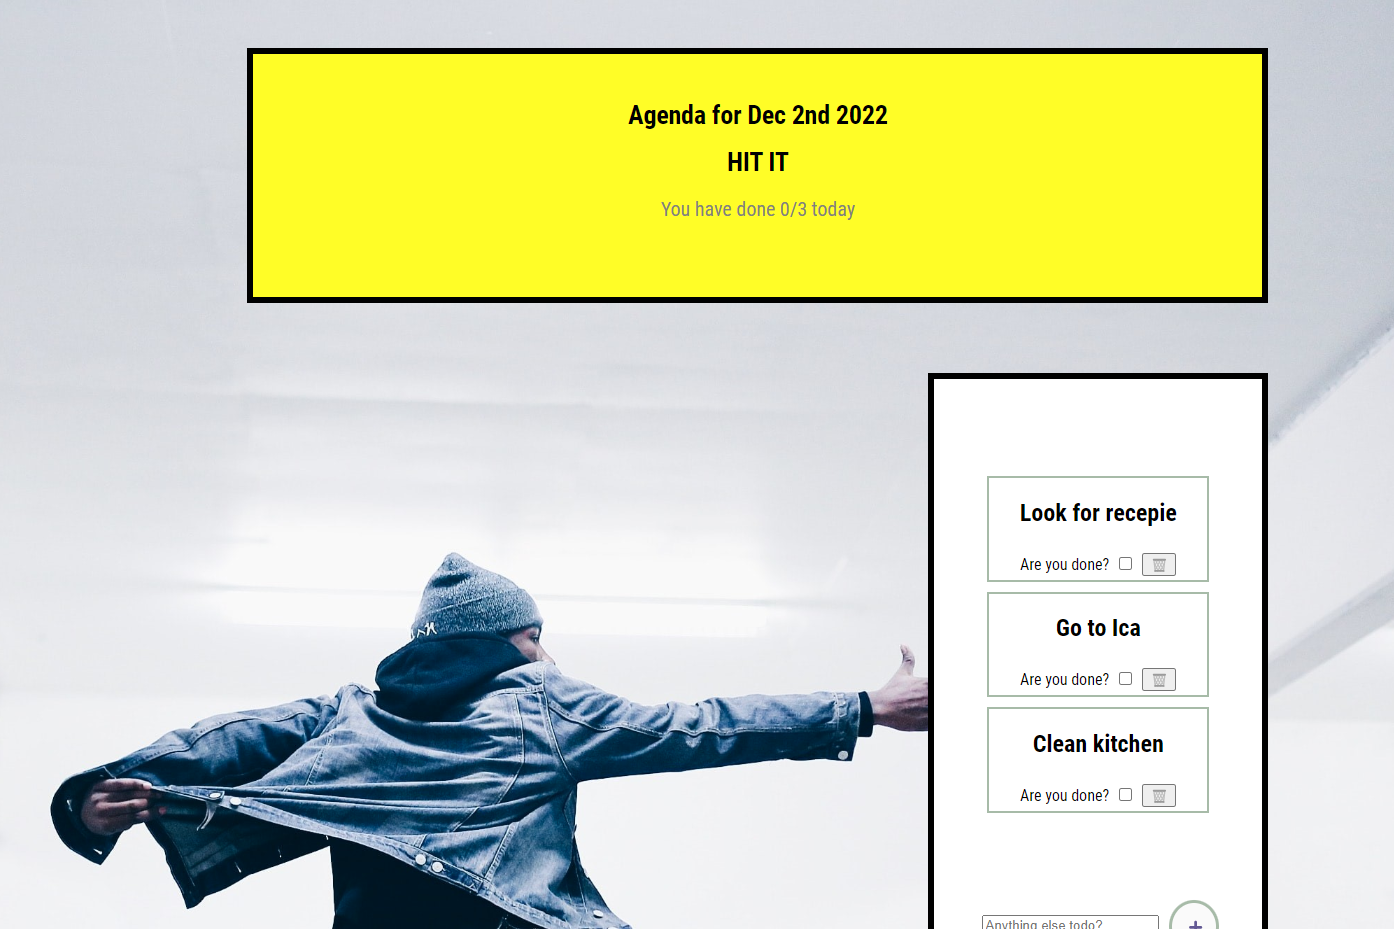 Agenda for Dec 2nd 2022
HIT IT
You have done 0/3 today
Look for recepie
Are you done?
Go to Ica
Are you done?
Clean kitchen
Are you done?
Anything else todo?
+